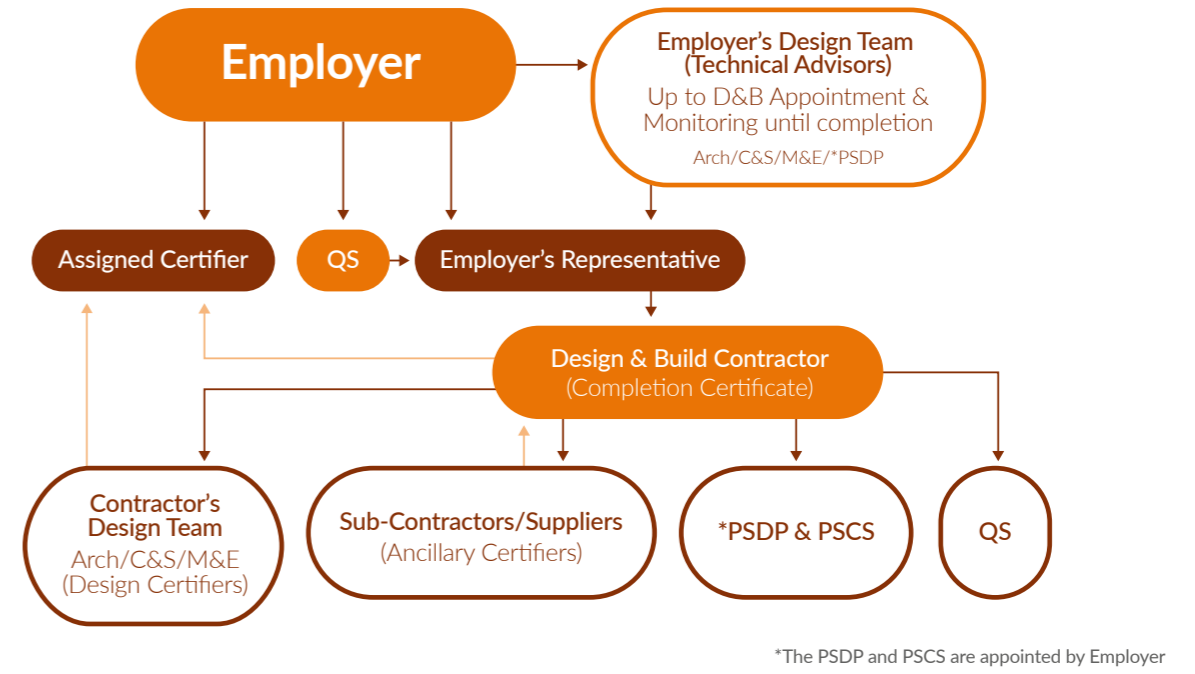 Employer
Employer’s Design Team
(Technical Advisors)
Up to D&B Appointment &
Monitoring until completion
Arch/C&S/M&E/*PSDP
Assigned Certifier
QS
Employer’s Representative
Design & Build Contractor
(Completion Certificate)
Contractor’s
Design Team
Arch/C&S/M&E
(Design Certifiers)
Sub-Contractors/Suppliers
(Ancillary Certifiers)
*PSDP & PSCS
QS
*The PSDP and PSCS are appointed by Employer